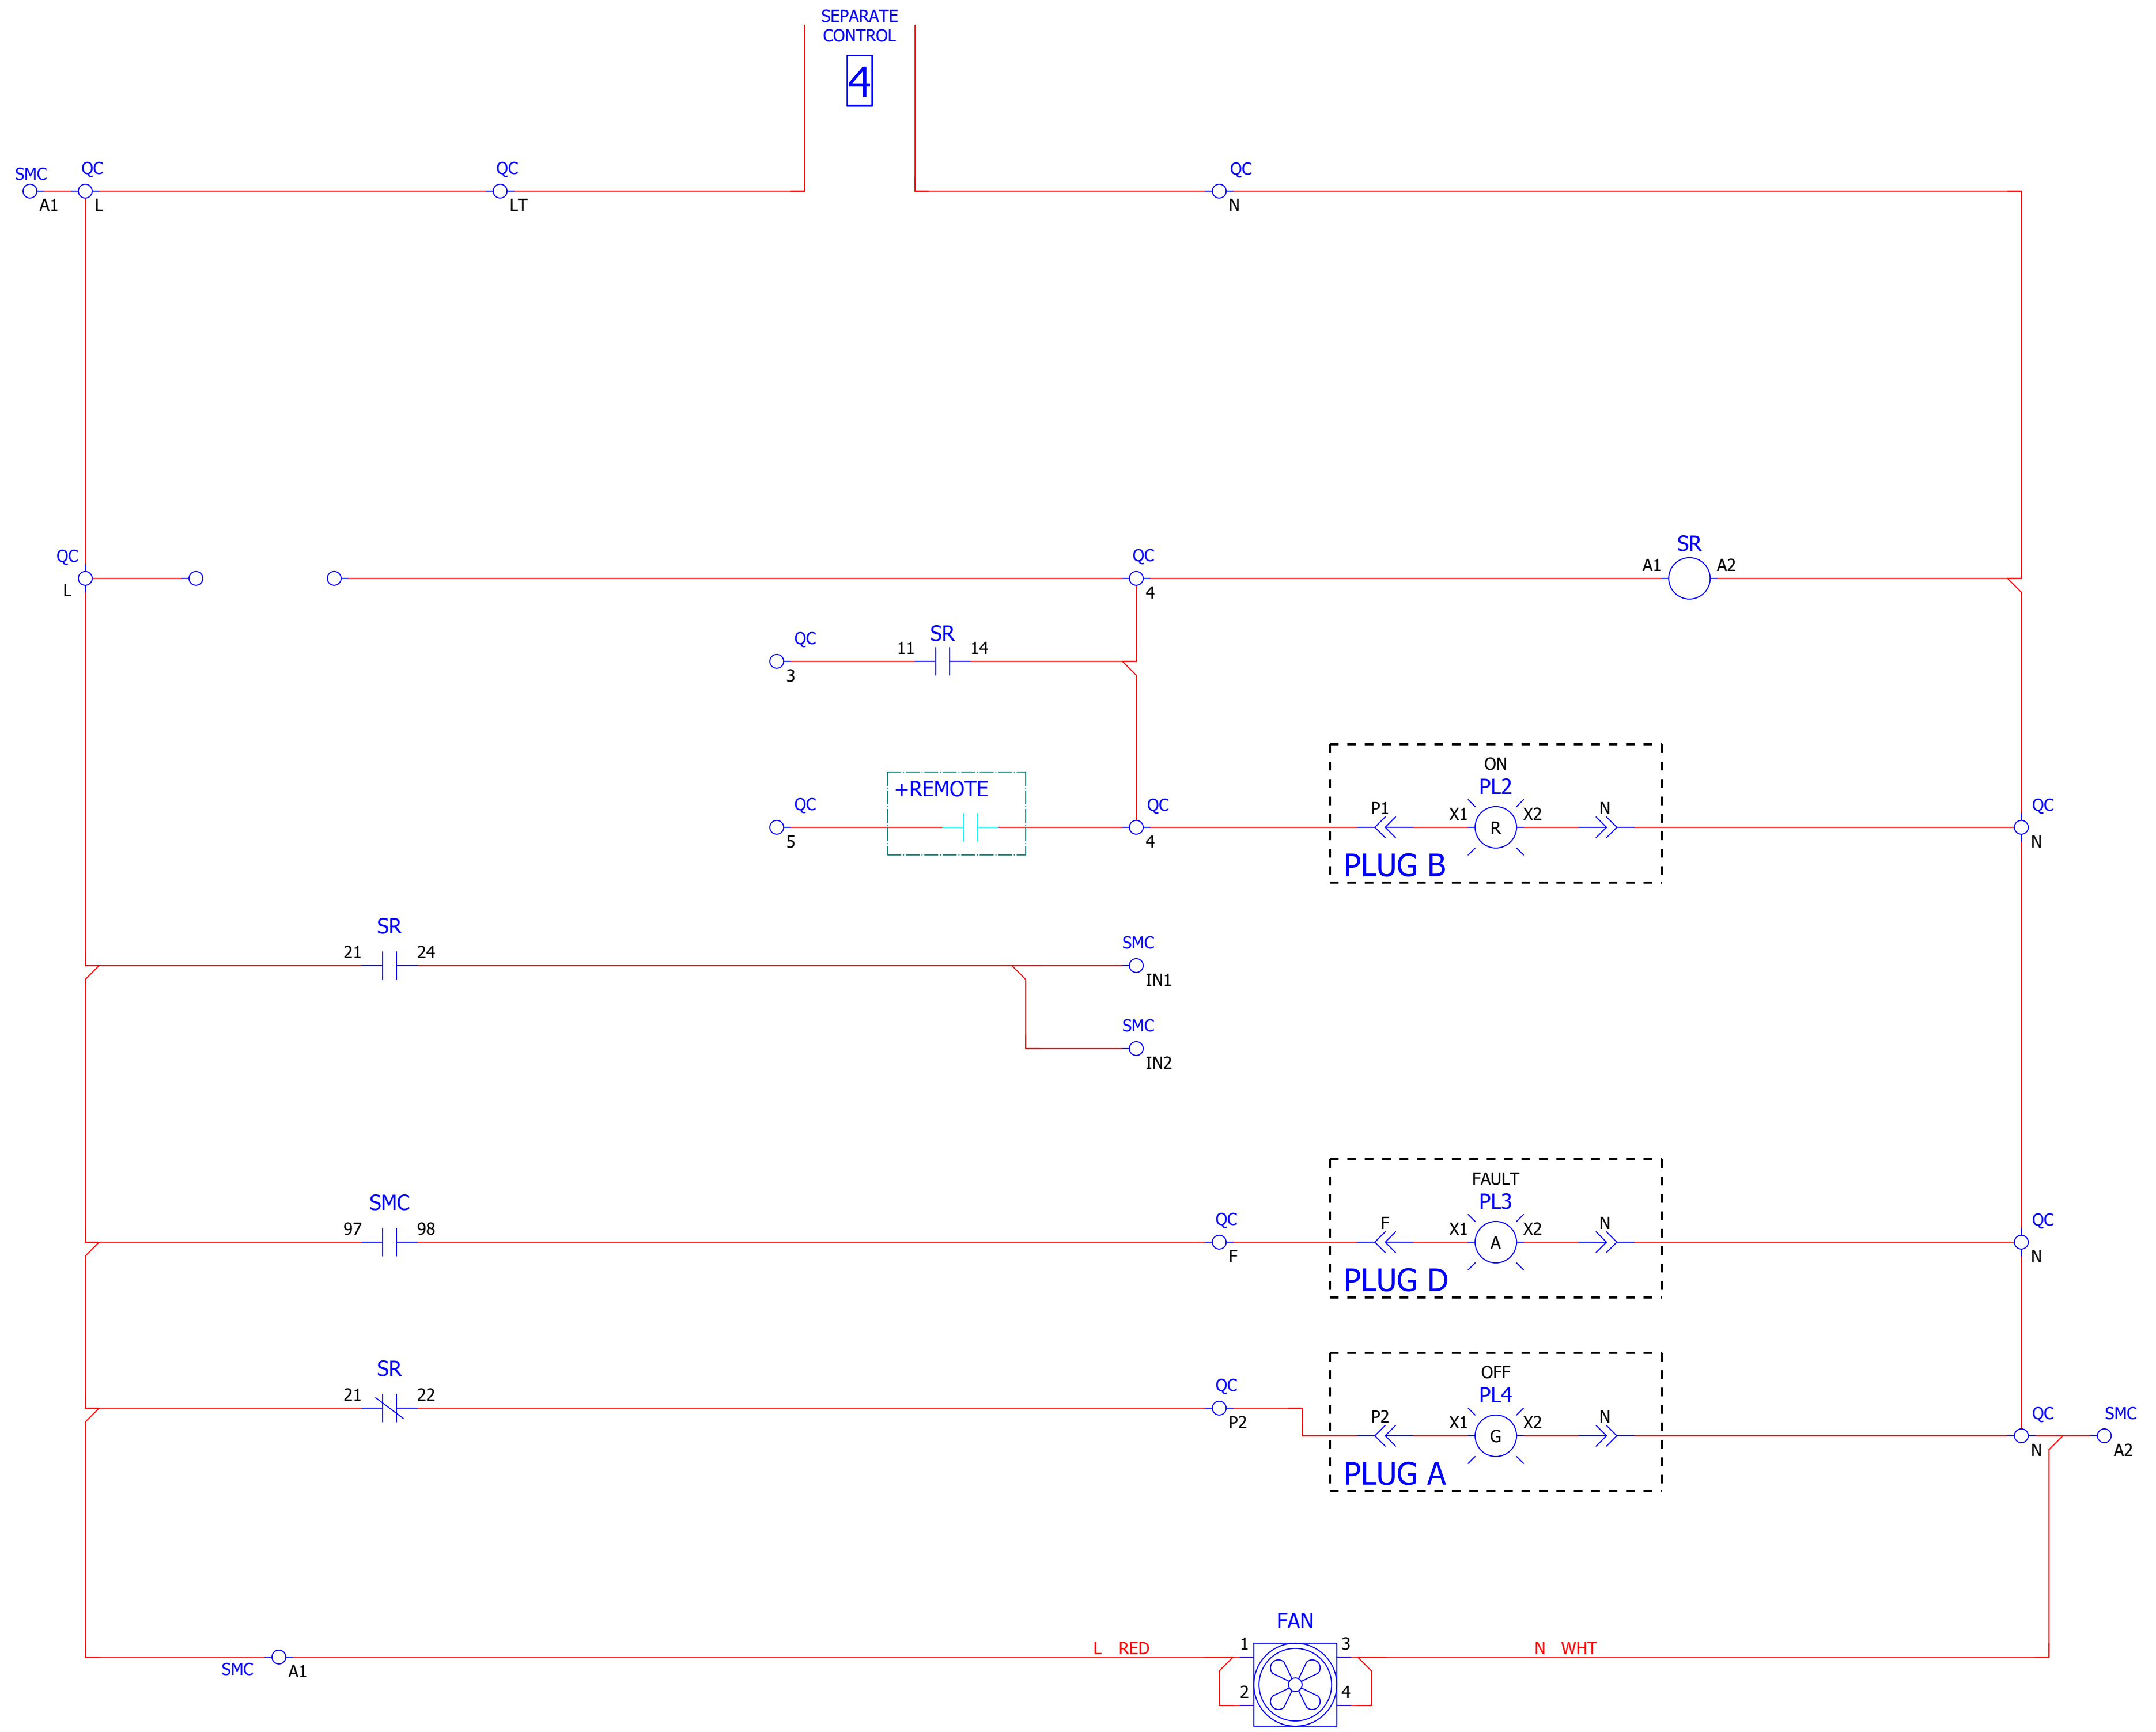 SEPARATE
CONTROL
4
SMC
A1
QC
L
QC
LT
QC
N
QC
L
QC
4
A1
SR
A2
QC
3
11
SR
14
QC
5
+REMOTE
QC
4
ON
PL2
P1
X1
R
X2
N
PLUG B
QC
N
SR
21
24
SMC
IN1
SMC
IN2
SMC
97
98
QC
F
FAULT
PL3
F
X1
A
X2
N
PLUG D
QC
N
SR
21
22
QC
P2
OFF
PL4
P2
X1
G
X2
N
PLUG A
QC
N
SMC
A2
SMC
A1
L RED
FAN
1
2
3
4
N WHT